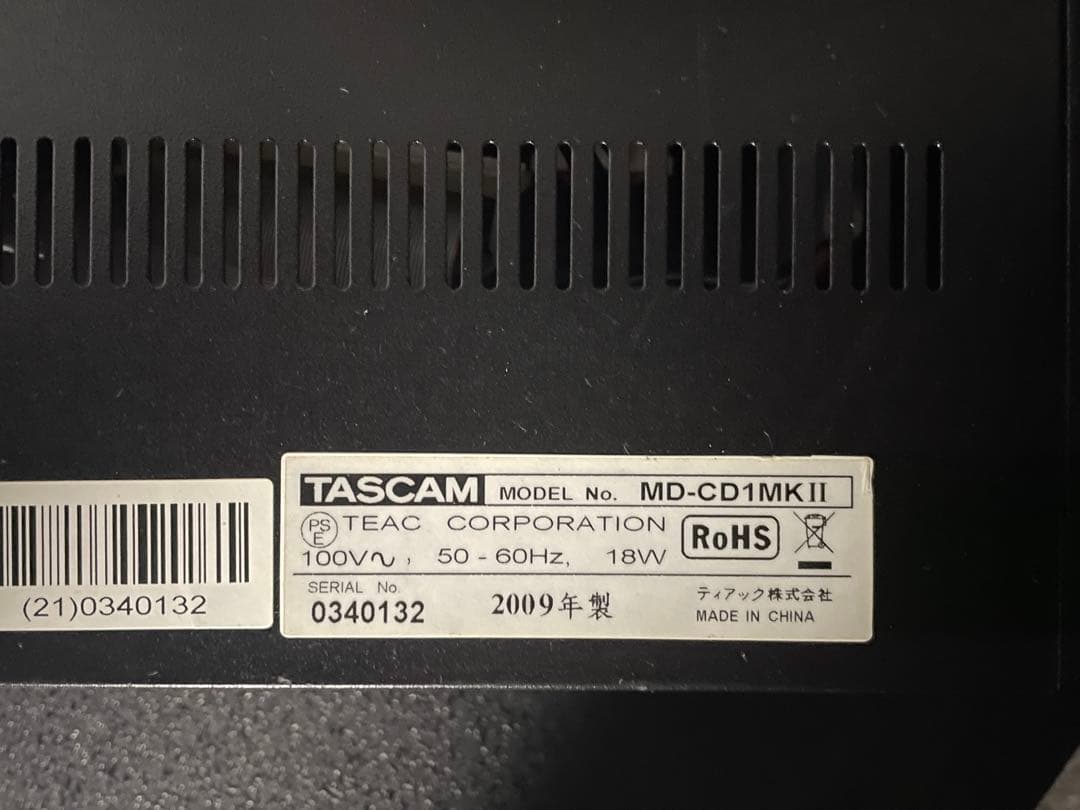 TASCAM MODEL No. MD-CD1MKII
PS E TEAC CORPORATION
RoHS
100V∿, 50-60Hz, 18W
SERIAL No.
0340132
2009年製
ティアック株式会社
MADE IN CHINA
(21)0340132